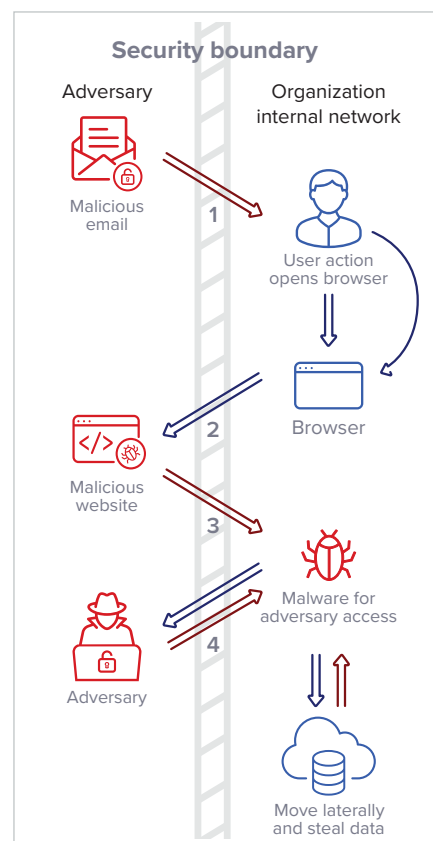 Security boundary
Adversary
Organization
internal network
Malicious
email
1
User action
opens browser
2
Browser
</>
Malicious
website
3
Malware for
adversary access
4
Adversary
Move laterally
and steal data